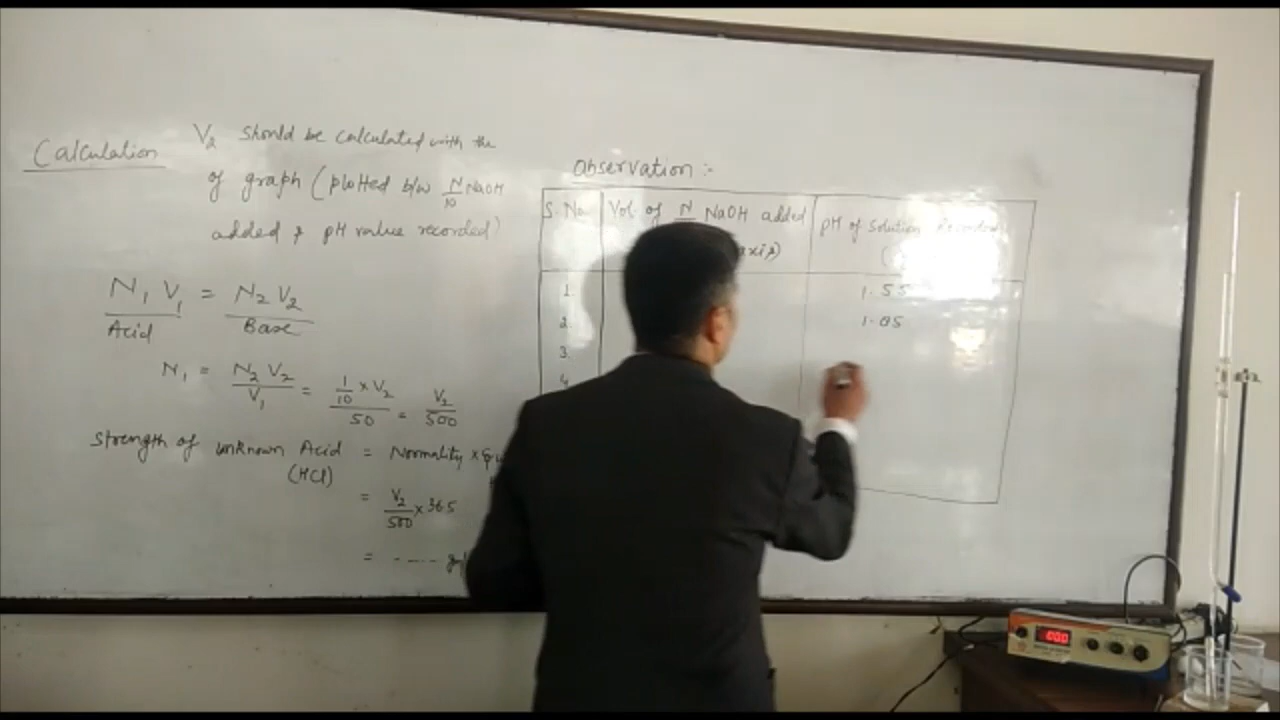 Calculation V₂ should be calculated with the
of graph (plotted b/w N/10 NaOH
added & pH value recorded)
N₁ V₁ / Acid = N₂ V₂ / Base
N₁ = N₂ V₂ / V₁ = 1/10 × V₂ / 50 = V₂ / 500
Strength of unknown Acid = Normality ×
(HCl)
= V₂ / 500 × 36.5
= -----
Observation :-
S. No. Vol. of N NaOH added pH of solution
axis)
1. 1.55
2.
3.
4